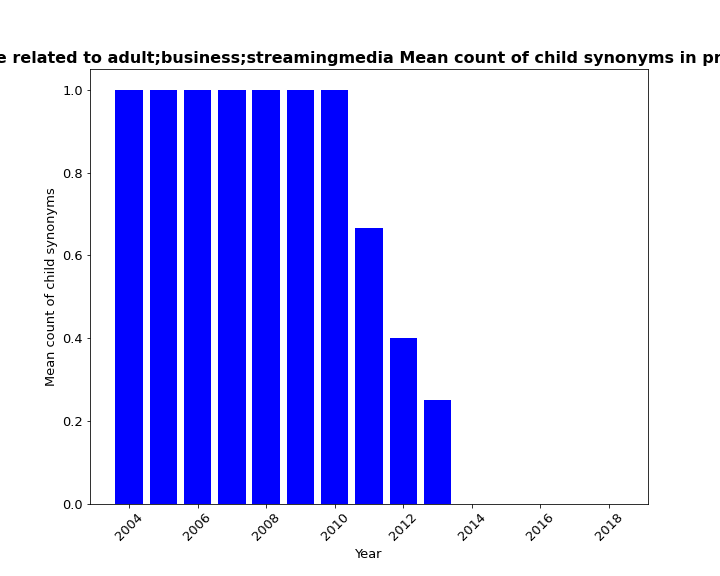 related to adult;business;streamingmedia Mean count of child synonyms in
Mean count of child synonyms
1.0
0.8
0.6
0.4
0.2
0.0
2004 2006 2008 2010 2012 2014 2016 2018
Year